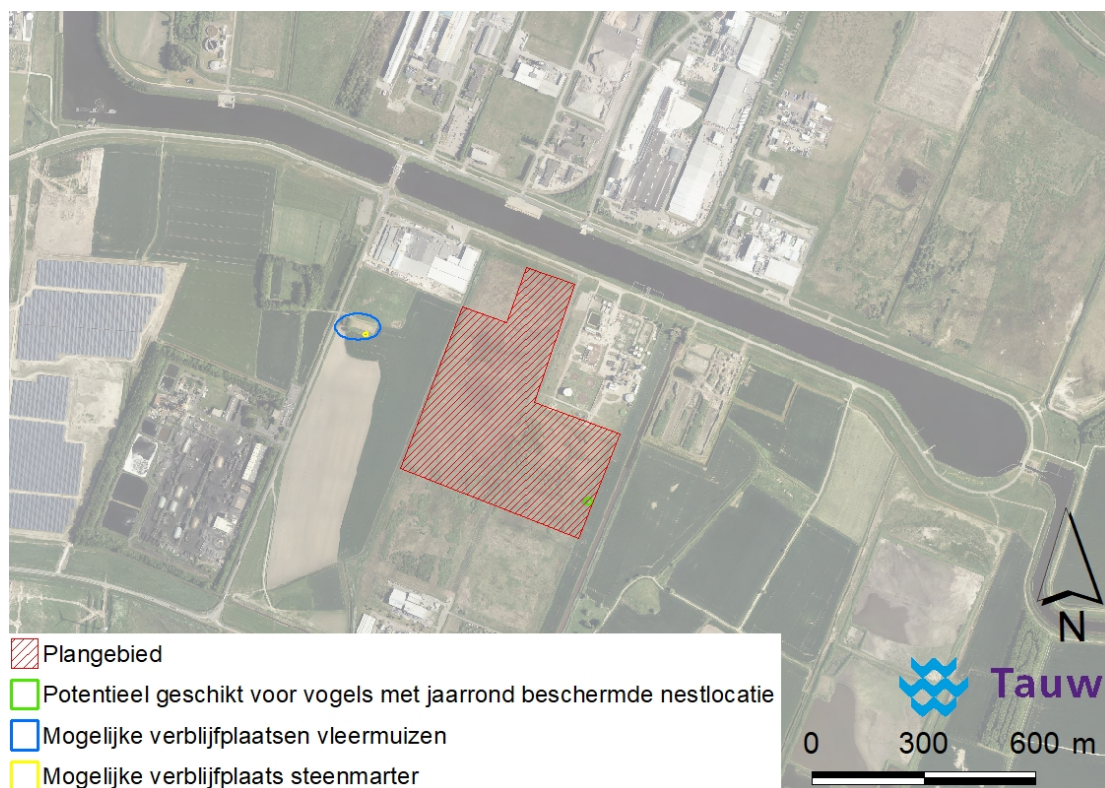 N
Plangebied
Potentieel geschikt voor vogels met jaarrond beschermde nestlocatie
Mogelijke verblijfplaatsen vleermuizen
Mogelijke verblijfplaats steenmarter
Tauw
0 300 600 m